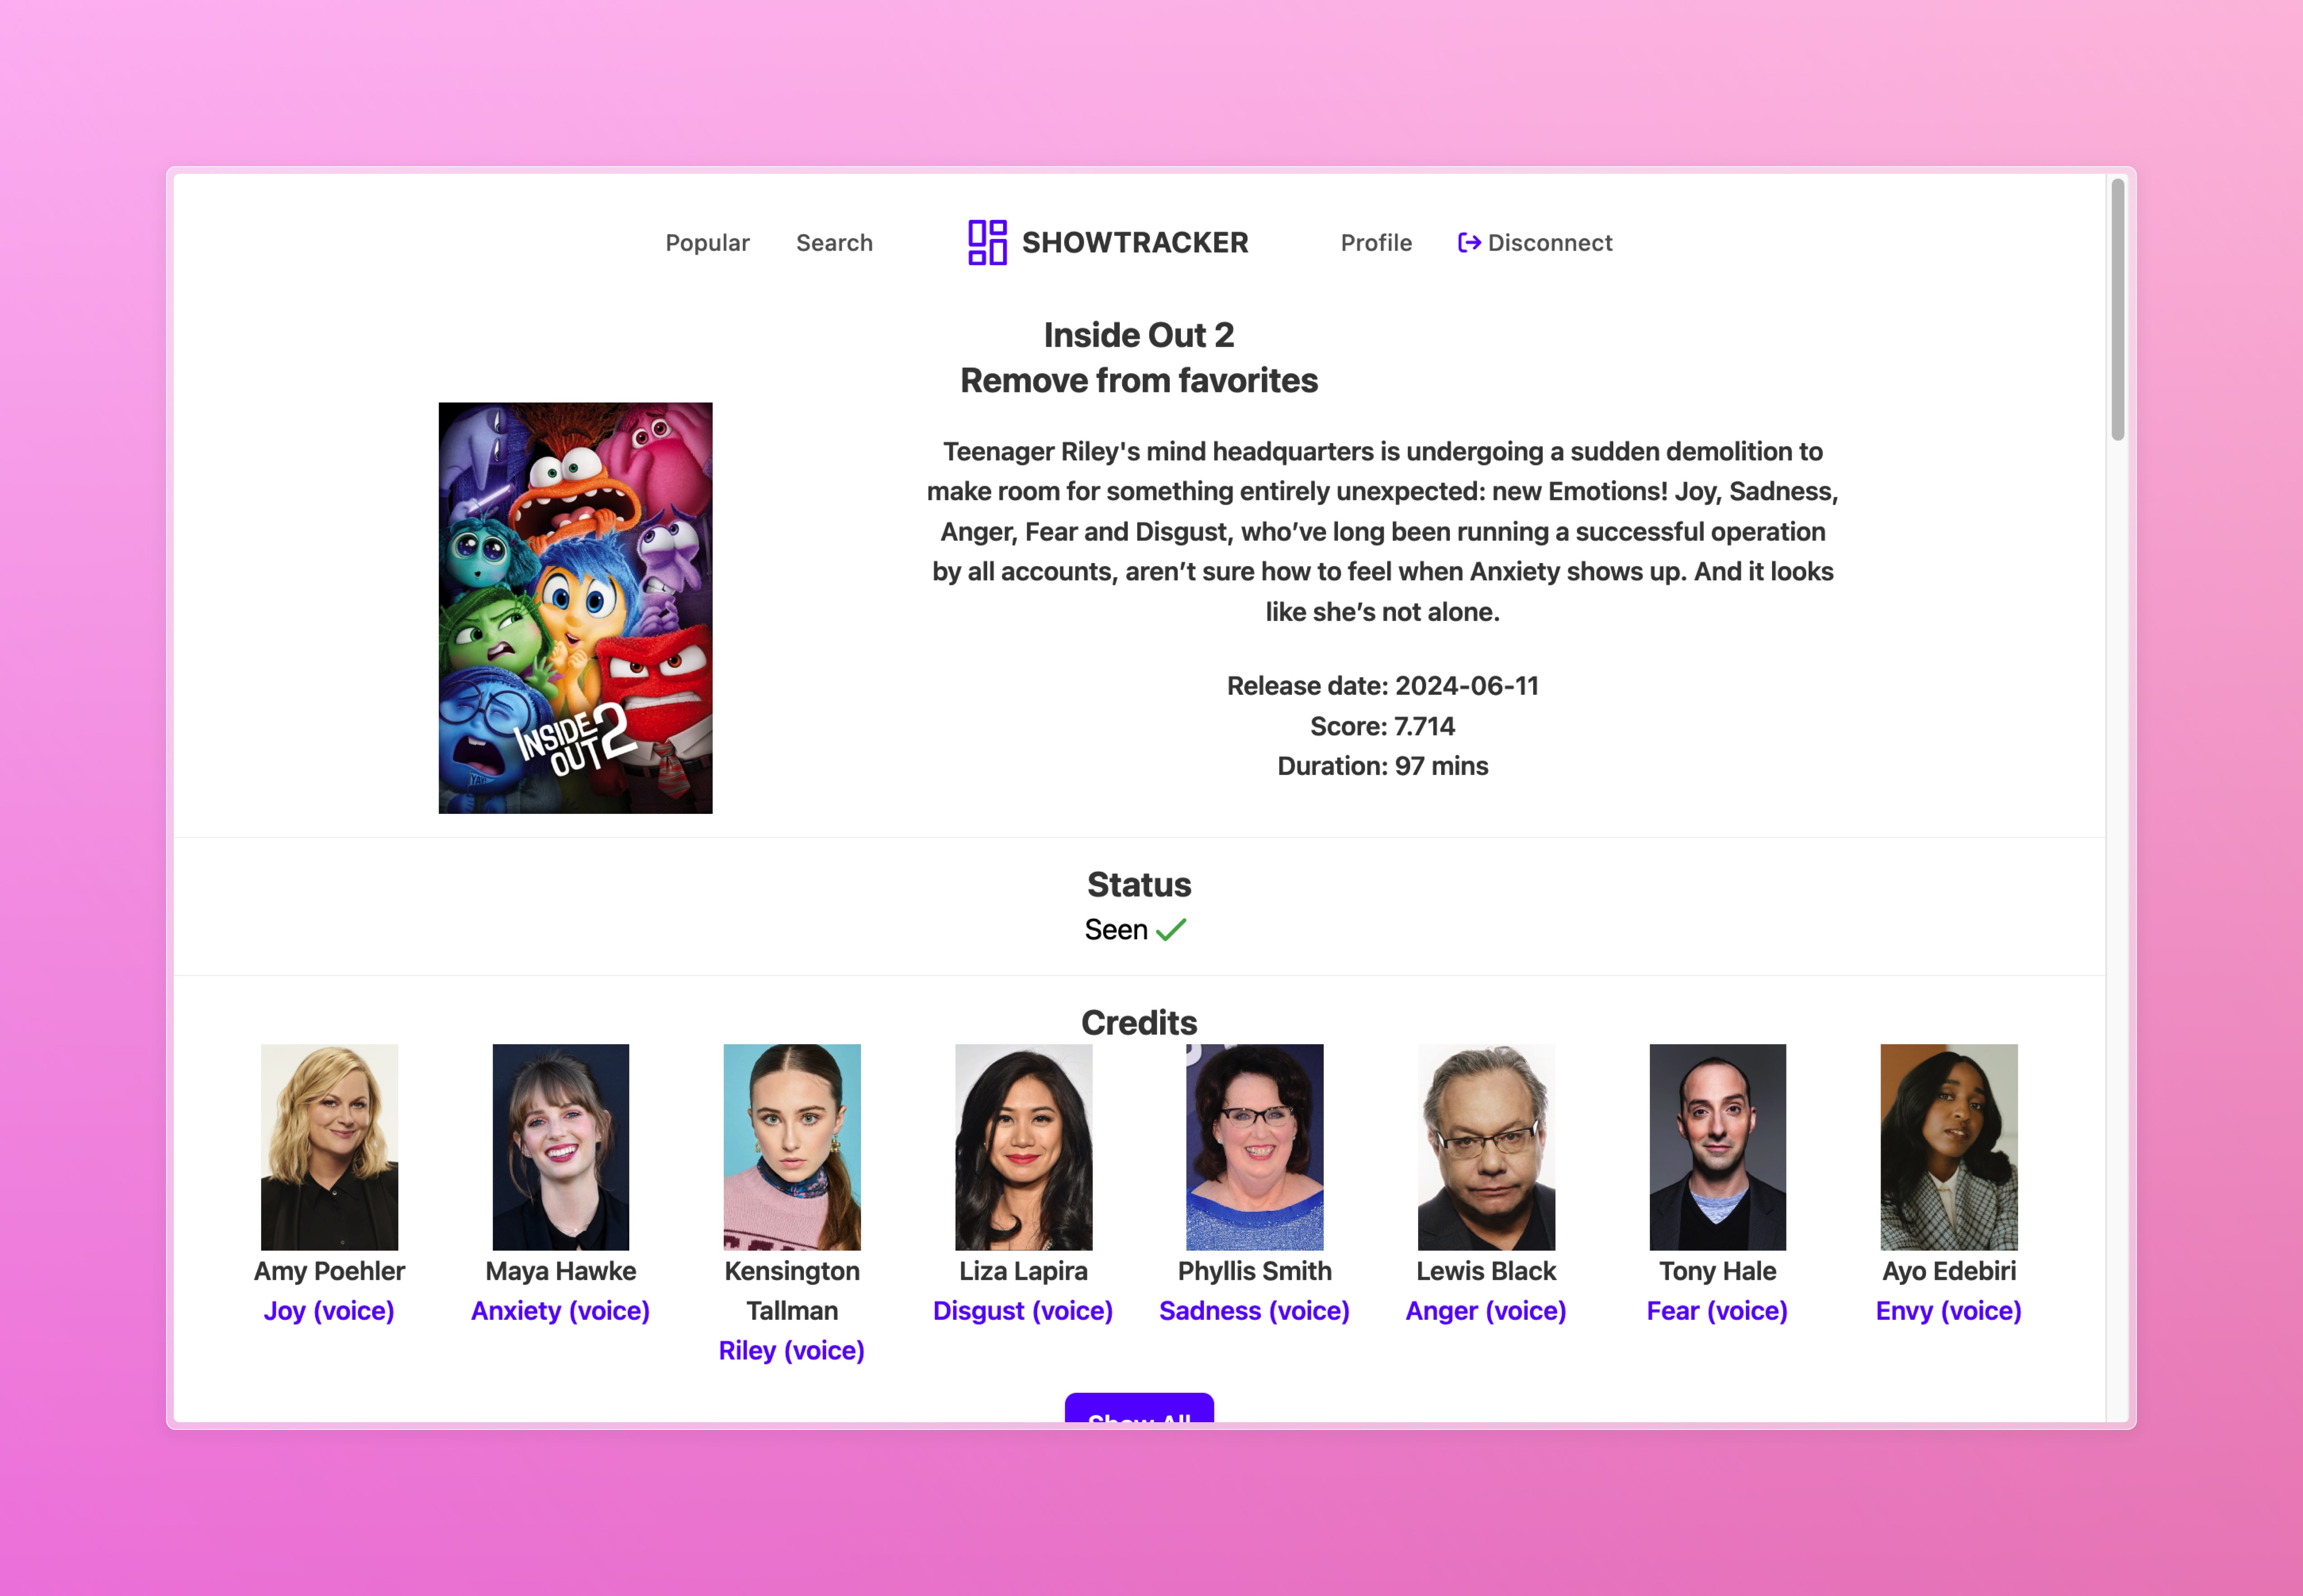 Popular
Search
SHOWTRACKER
Profile
Disconnect
Inside Out 2
Remove from favorites
INSIDE
OUT 2
Teenager Riley's mind headquarters is undergoing a sudden demolition to
make room for something entirely unexpected: new Emotions! Joy, Sadness,
Anger, Fear and Disgust, who’ve long been running a successful operation
by all accounts, aren’t sure how to feel when Anxiety shows up. And it looks
like she’s not alone.
Release date: 2024-06-11
Score: 7.714
Duration: 97 mins
Status
Seen
Credits
Amy Poehler
Joy (voice)
Maya Hawke
Anxiety (voice)
Kensington
Tallman
Riley (voice)
Liza Lapira
Disgust (voice)
Phyllis Smith
Sadness (voice)
Lewis Black
Anger (voice)
Tony Hale
Fear (voice)
Ayo Edebiri
Envy (voice)
Show All